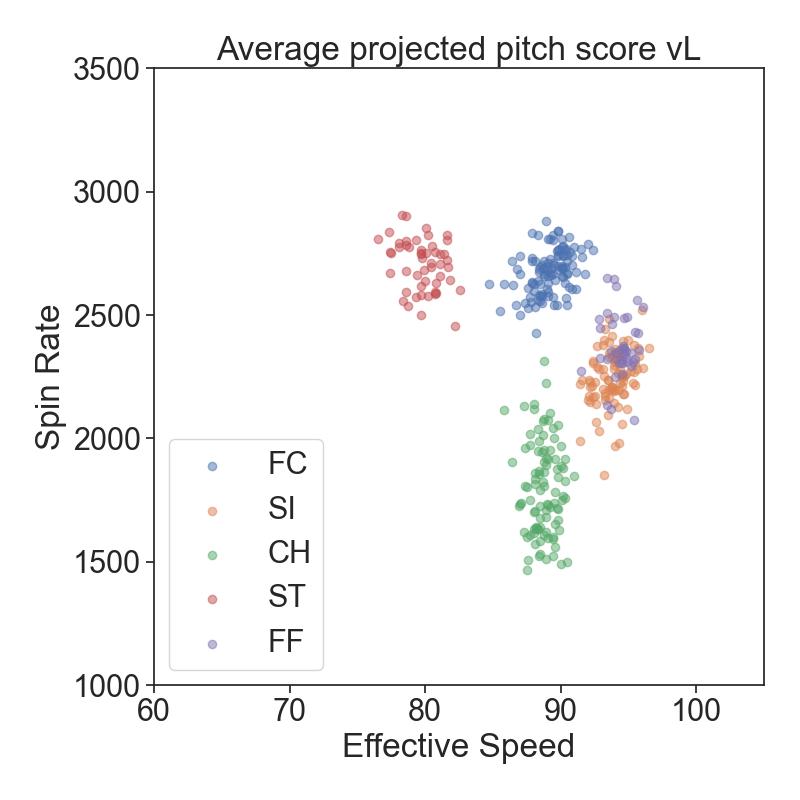 Average projected pitch score vL
3500
3000
2500
2000
1500
1000
Spin Rate
FC
SI
CH
ST
FF
60 70 80 90 100
Effective Speed